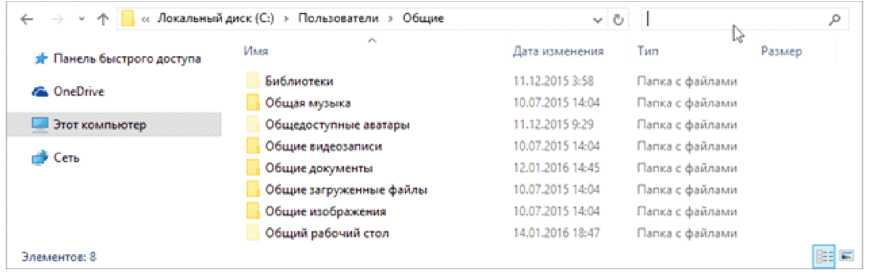 « Локальный диск (C:) › Пользователи › Общие
Панель быстрого доступа
OneDrive
Этот компьютер
Сеть
Имя Дата изменения Тип Размер
Библиотеки 11.12.2015 3:58 Папка с файлами
Общая музыка 10.07.2015 14:04 Папка с файлами
Общедоступные аватары 11.12.2015 9:29 Папка с файлами
Общие видеозаписи 10.07.2015 14:04 Папка с файлами
Общие документы 12.01.2016 14:45 Папка с файлами
Общие загруженные файлы 10.07.2015 14:04 Папка с файлами
Общие изображения 10.07.2015 14:04 Папка с файлами
Общий рабочий стол 14.01.2016 18:47 Папка с файлами
Элементов: 8